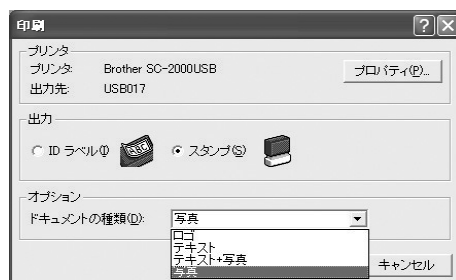 印刷
プリンタ
プリンタ: Brother SC-2000USB プロパティ(P)...
出力先: USB017
出力
ID ラベル(I) ABC スタンプ(S)
オプション
ドキュメントの種類(D): 写真
ロゴ
テキスト
テキスト+写真
写真
キャンセル